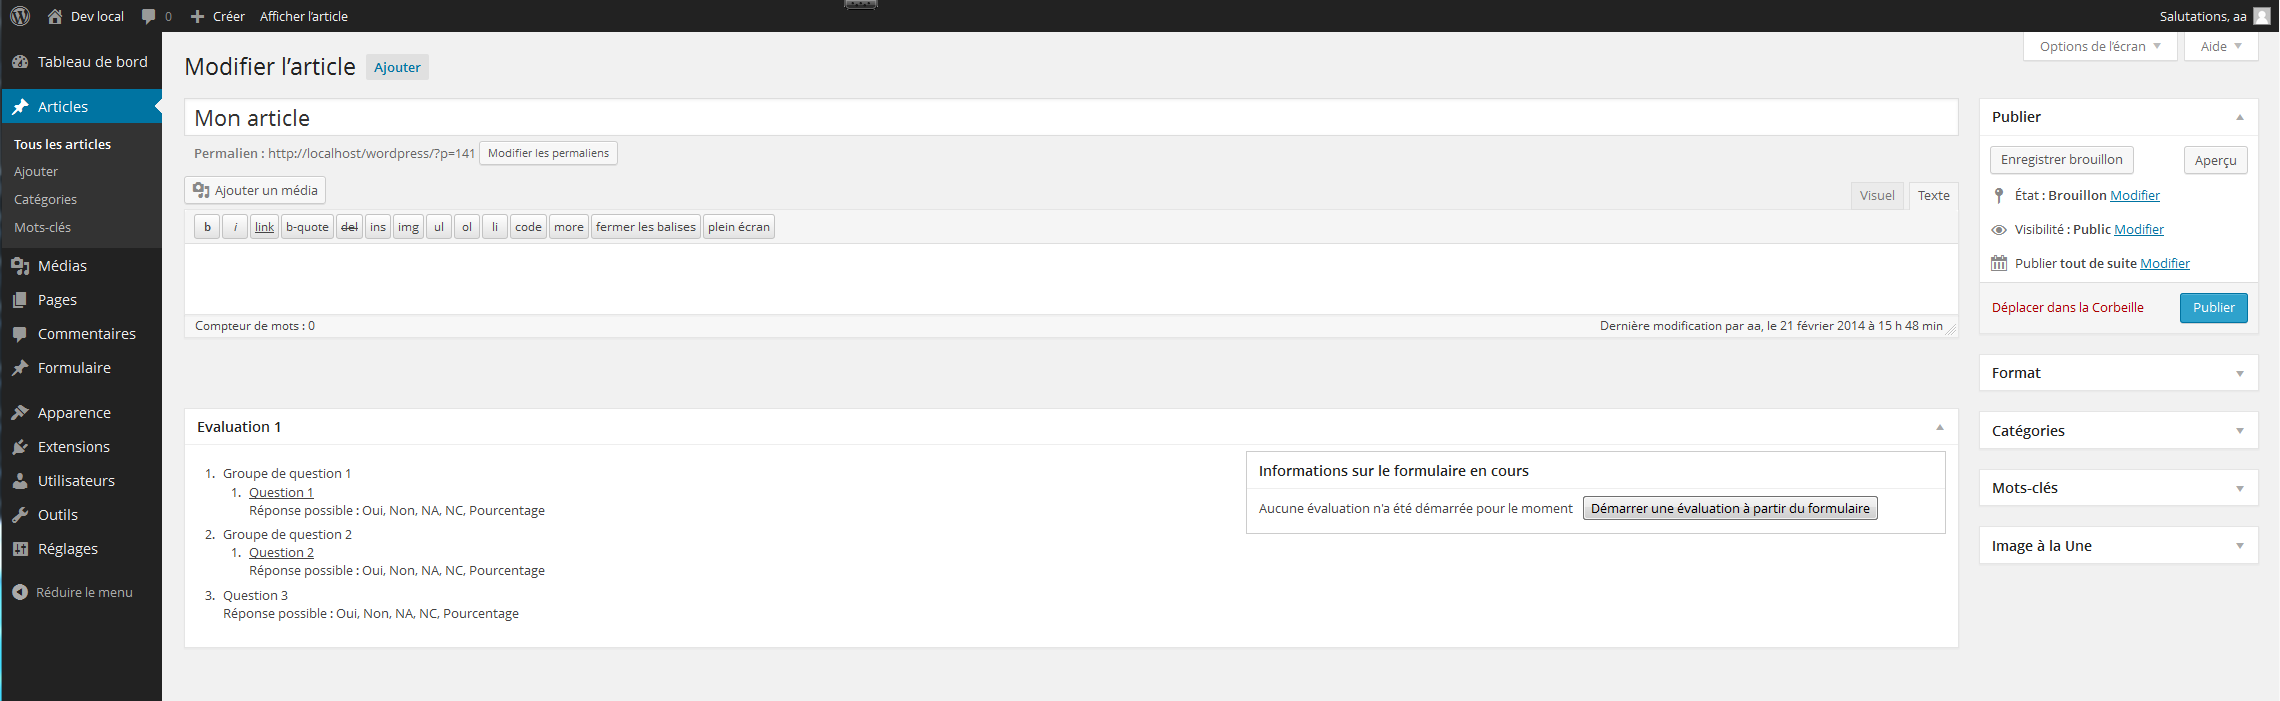 Dev local 0 Créer Afficher l’article Salutations, aa
Options de l’écran Aide
Tableau de bord
Articles
Tous les articles
Ajouter
Catégories
Mots-clés
Médias
Pages
Commentaires
Formulaire
Apparence
Extensions
Utilisateurs
Outils
Réglages
Réduire le menu
Modifier l’article Ajouter
Mon article
Permalien : http://localhost/wordpress/?p=141 Modifier les permaliens
Ajouter un média Visuel Texte
b i link b-quote del ins img ul ol li code more fermer les balises plein écran
Compteur de mots : 0 Dernière modification par aa, le 21 février 2014 à 15 h 48 min
Evaluation 1
1. Groupe de question 1
1. Question 1
Réponse possible : Oui, Non, NA, NC, Pourcentage
2. Groupe de question 2
1. Question 2
Réponse possible : Oui, Non, NA, NC, Pourcentage
3. Question 3
Réponse possible : Oui, Non, NA, NC, Pourcentage
Informations sur le formulaire en cours
Aucune évaluation n'a été démarrée pour le moment Démarrer une évaluation à partir du formulaire
Publier
Enregistrer brouillon Aperçu
État : Brouillon Modifier
Visibilité : Public Modifier
Publier tout de suite Modifier
Déplacer dans la Corbeille Publier
Format
Catégories
Mots-clés
Image à la Une